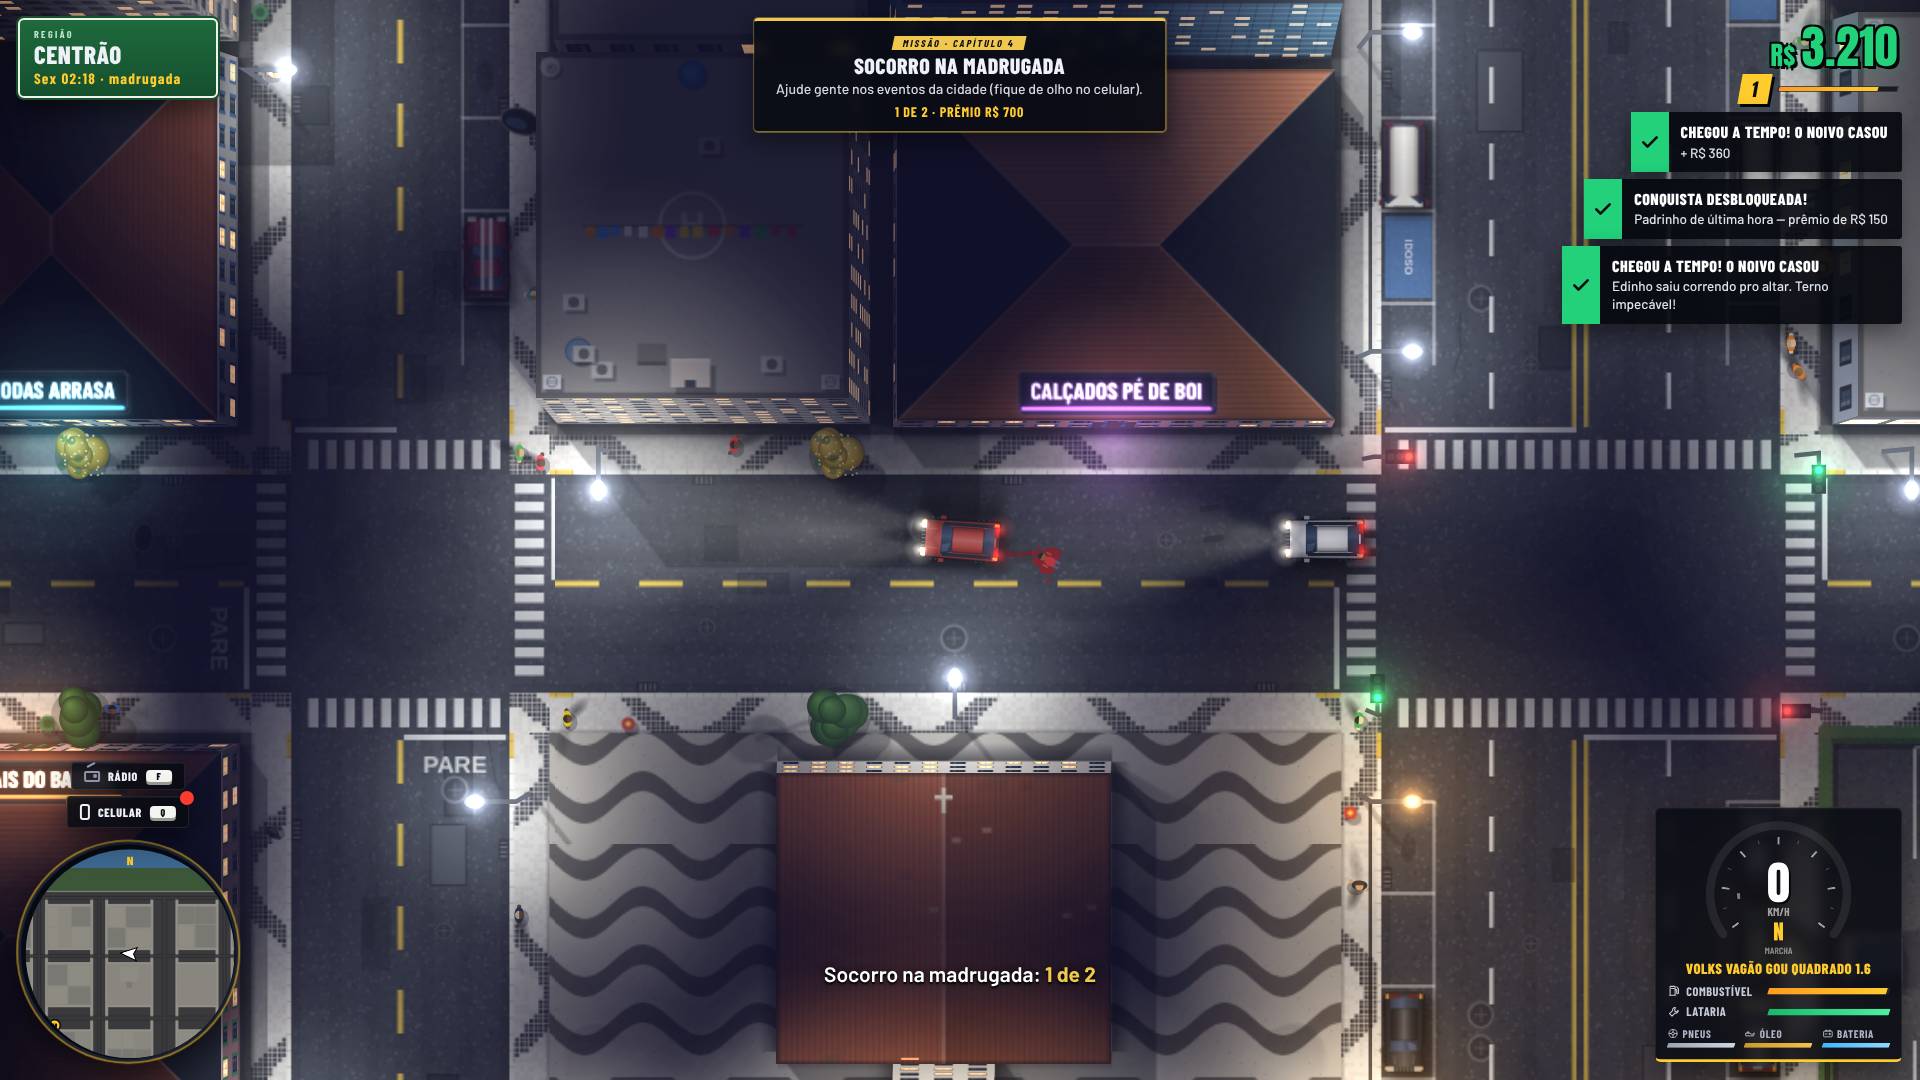 REGIÃO
CENTRÃO
Sex 02:18 · madrugada
MISSÃO · CAPÍTULO 4
SOCORRO NA MADRUGADA
Ajude gente nos eventos da cidade (fique de olho no celular).
1 DE 2 · PRÊMIO R$ 700
R$ 3.210
1
CHEGOU A TEMPO! O NOIVO CASOU
+ R$ 360
CONQUISTA DESBLOQUEADA!
Padrinho de última hora — prêmio de R$ 150
CHEGOU A TEMPO! O NOIVO CASOU
Edinho saiu correndo pro altar. Terno
impecável!
IDOSO
H
ODAS ARRASA
CALÇADOS PÉ DE BOI
PARE
PARE
IS DO BA
RÁDIO F
CELULAR Q
N
Socorro na madrugada: 1 de 2
0
KM/H
N
MARCHA
VOLKS VAGÃO GOU QUADRADO 1.6
COMBUSTÍVEL
LATARIA
PNEUS ÓLEO BATERIA